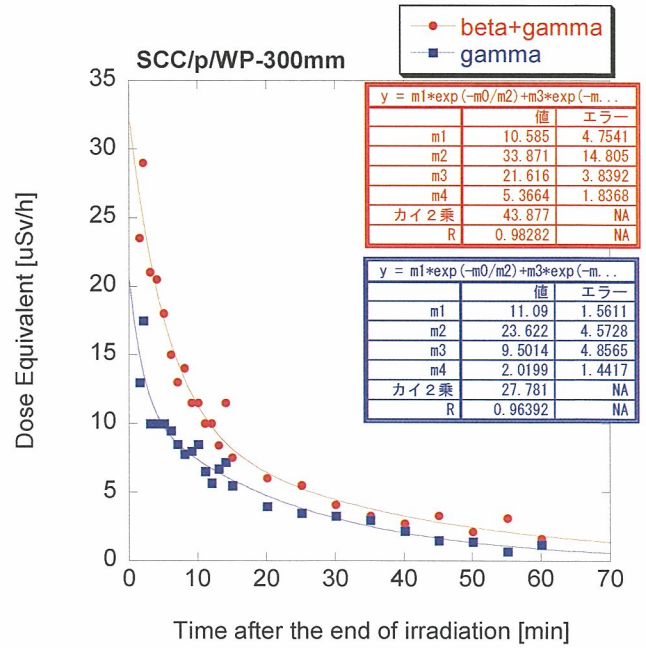 beta+gamma
gamma
SCC/p/WP-300mm
y = m1*exp(-m0/m2)+m3*exp(-m...
値 エラー
m1 10.585 4.7541
m2 33.871 14.805
m3 21.616 3.8392
m4 5.3664 1.8368
カイ2乗 43.877 NA
R 0.98282 NA
y = m1*exp(-m0/m2)+m3*exp(-m...
値 エラー
m1 11.09 1.5611
m2 23.622 4.5728
m3 9.5014 4.8565
m4 2.0199 1.4417
カイ2乗 27.781 NA
R 0.96392 NA
Dose Equivalent [uSv/h]
35
30
25
20
15
10
5
0
0 10 20 30 40 50 60 70
Time after the end of irradiation [min]